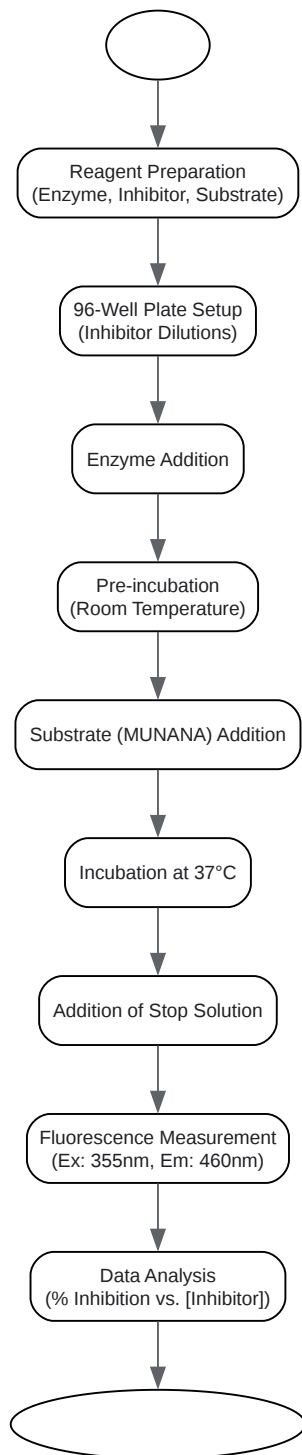 Reagent Preparation
(Enzyme, Inhibitor, Substrate)
96-Well Plate Setup
(Inhibitor Dilutions)
Enzyme Addition
Pre-incubation
(Room Temperature)
Substrate (MUNANA) Addition
Incubation at 37°C
Addition of Stop Solution
Fluorescence Measurement
(Ex: 355nm, Em: 460nm)
Data Analysis
(% Inhibition vs. [Inhibitor])